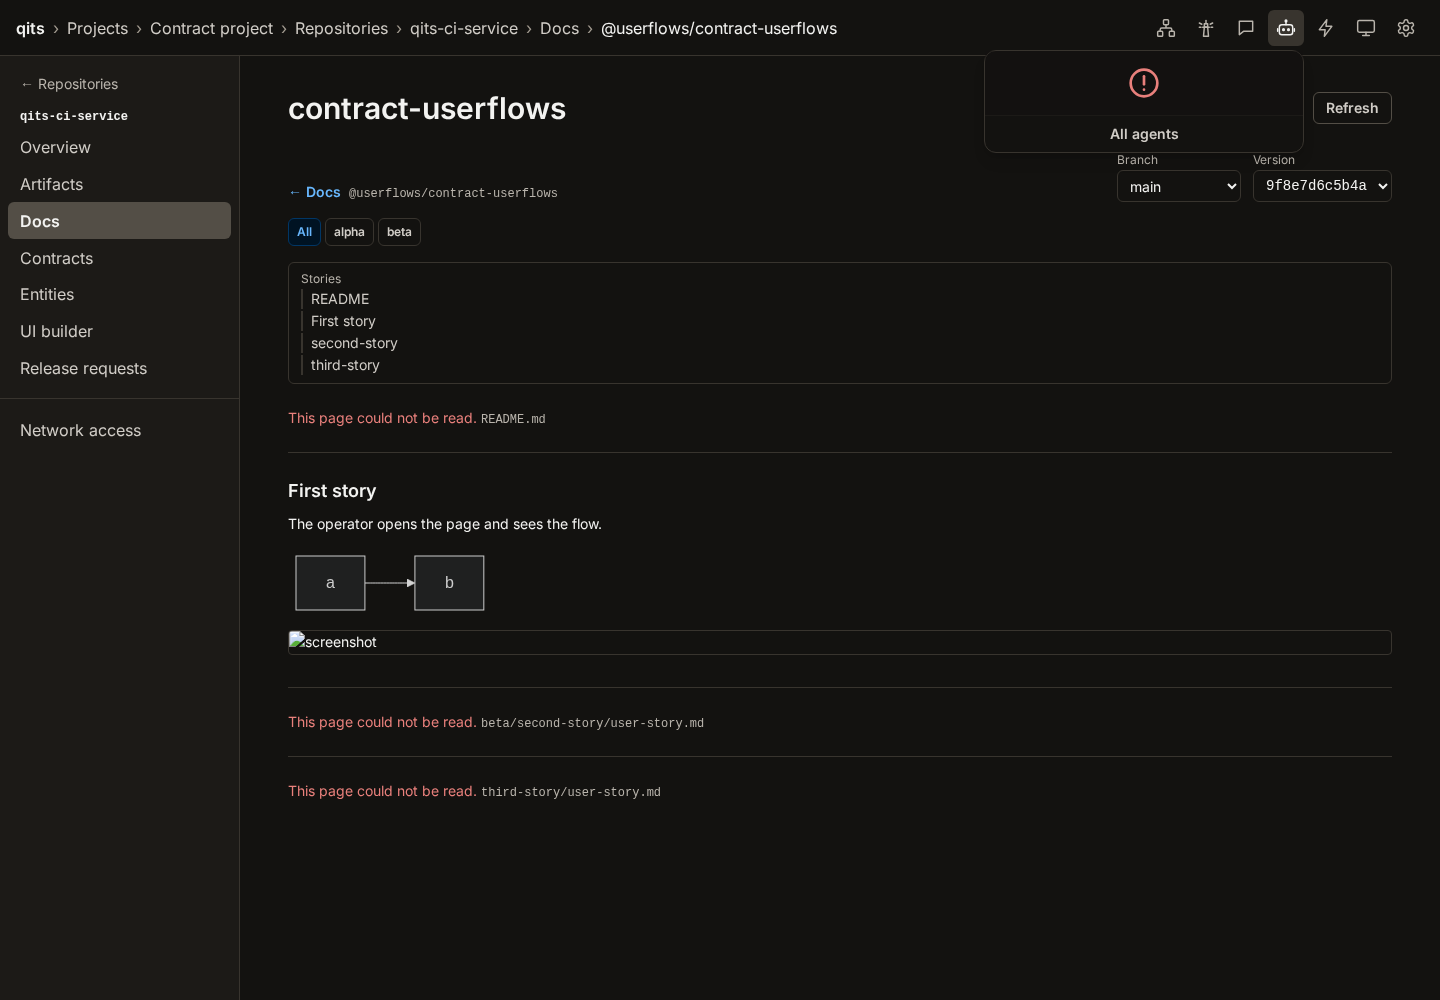 qits › Projects › Contract project › Repositories › qits-ci-service › Docs › @userflows/contract-userflows
← Repositories
qits-ci-service
Overview
Artifacts
Docs
Contracts
Entities
UI builder
Release requests
Network access
contract-userflows
Refresh
All agents
Branch
main
Version
9f8e7d6c5b4a
← Docs @userflows/contract-userflows
All
alpha
beta
Stories
README
First story
second-story
third-story
This page could not be read. README.md
First story
The operator opens the page and sees the flow.
a
b
screenshot
This page could not be read. beta/second-story/user-story.md
This page could not be read. third-story/user-story.md